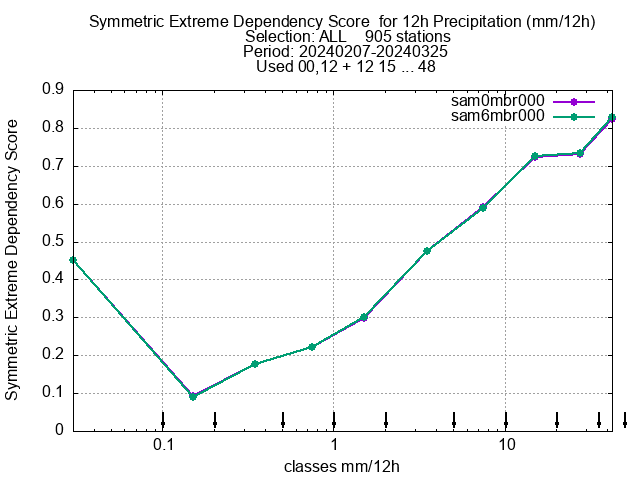 Symmetric Extreme Dependency Score  for 12h Precipitation (mm/12h)
Selection: ALL    905 stations
Period: 20240207-20240325
Used 00,12 + 12 15 ... 48
sam0mbr000
sam6mbr000
Symmetric Extreme Dependency Score
0.9
0.8
0.7
0.6
0.5
0.4
0.3
0.2
0.1
0
0.1 1 10
classes mm/12h